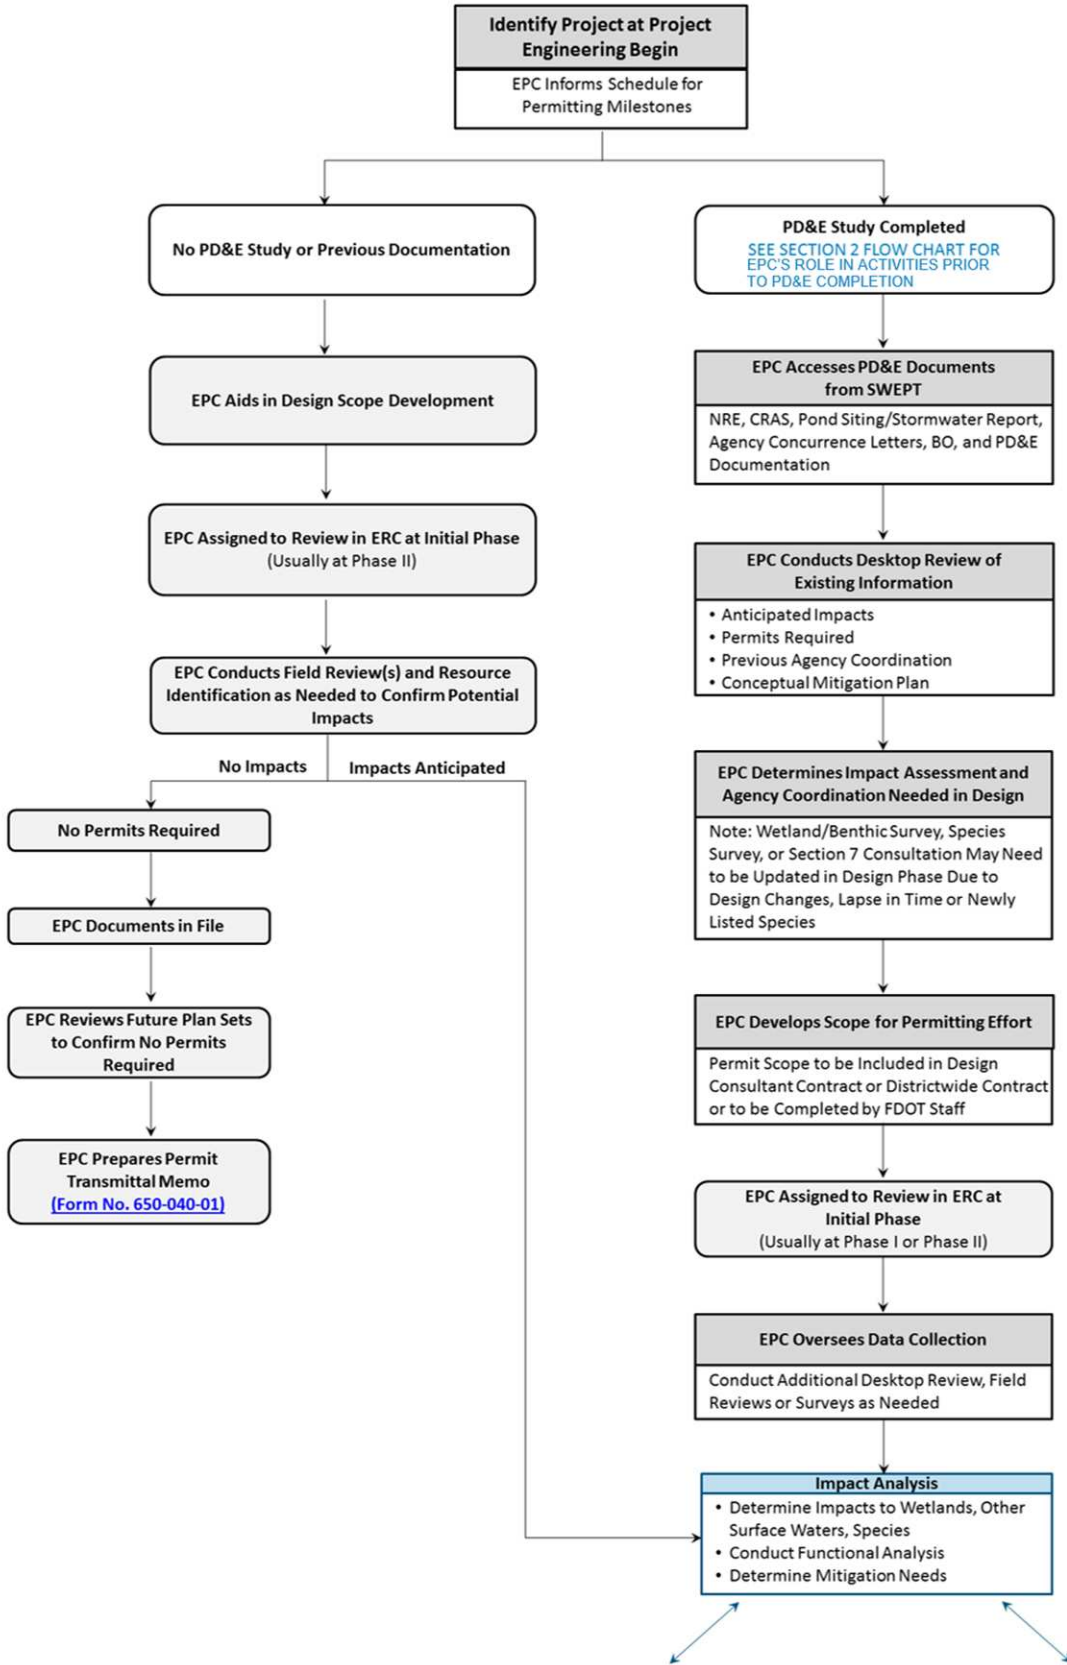 Identify Project at Project
Engineering Begin
EPC Informs Schedule for
Permitting Milestones
No PD&E Study or Previous Documentation
EPC Aids in Design Scope Development
EPC Assigned to Review in ERC at Initial Phase
(Usually at Phase II)
EPC Conducts Field Review(s) and Resource
Identification as Needed to Confirm Potential
Impacts
No Impacts
Impacts Anticipated
No Permits Required
EPC Documents in File
EPC Reviews Future Plan Sets
to Confirm No Permits
Required
EPC Prepares Permit
Transmittal Memo
(Form No. 650-040-01)
PD&E Study Completed
SEE SECTION 2 FLOW CHART FOR
EPC'S ROLE IN ACTIVITIES PRIOR
TO PD&E COMPLETION
EPC Accesses PD&E Documents
from SWEPT
NRE, CRAS, Pond Siting/Stormwater Report,
Agency Concurrence Letters, BO, and PD&E
Documentation
EPC Conducts Desktop Review of
Existing Information
• Anticipated Impacts
• Permits Required
• Previous Agency Coordination
• Conceptual Mitigation Plan
EPC Determines Impact Assessment and
Agency Coordination Needed in Design
Note: Wetland/Benthic Survey, Species
Survey, or Section 7 Consultation May Need
to be Updated in Design Phase Due to
Design Changes, Lapse in Time or Newly
Listed Species
EPC Develops Scope for Permitting Effort
Permit Scope to be Included in Design
Consultant Contract or Districtwide Contract
or to be Completed by FDOT Staff
EPC Assigned to Review in ERC at
Initial Phase
(Usually at Phase I or Phase II)
EPC Oversees Data Collection
Conduct Additional Desktop Review, Field
Reviews or Surveys as Needed
Impact Analysis
• Determine Impacts to Wetlands, Other
Surface Waters, Species
• Conduct Functional Analysis
• Determine Mitigation Needs